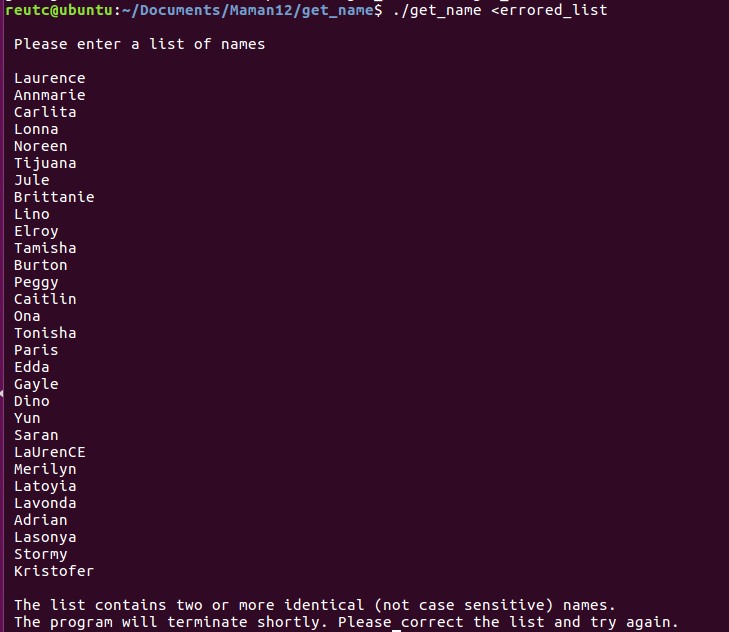 reutc@ubuntu:~/Documents/Maman12/get_name$ ./get_name <errored_list
Please enter a list of names
Laurence
Annmarie
Carlita
Lonna
Noreen
Tijuana
Jule
Brittanie
Lino
Elroy
Tamisha
Burton
Peggy
Caitlin
Ona
Tonisha
Paris
Edda
Gayle
Dino
Yun
Saran
LaUrenCE
Merilyn
Latoyia
Lavonda
Adrian
Lasonya
Stormy
Kristofer
The list contains two or more identical (not case sensitive) names.
The program will terminate shortly. Please correct the list and try again.